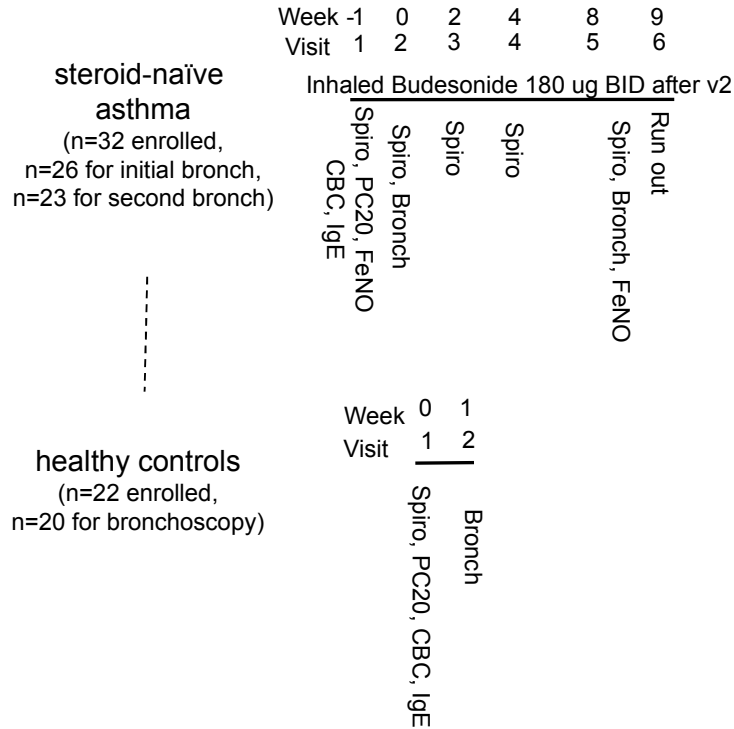 Week -1 0 2 4 8 9
Visit 1 2 3 4 5 6
steroid-naïve
asthma
(n=32 enrolled,
n=26 for initial bronch,
n=23 for second bronch)
Inhaled Budesonide 180 ug BID after v2
Spiro, PC20, FeNO
CBC, IgE
Spiro, Bronch
Spiro
Spiro
Spiro, Bronch, FeNO
Run out
Week 0 1
Visit 1 2
healthy controls
(n=22 enrolled,
n=20 for bronchoscopy)
Spiro, PC20, CBC, IgE
Bronch